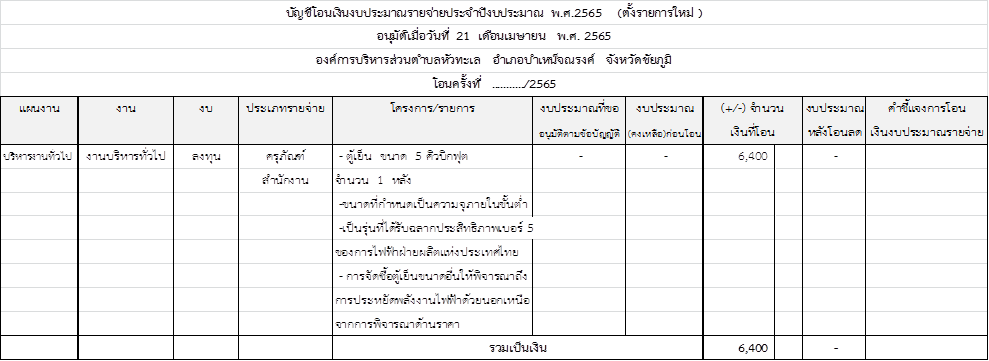 บัญชีโอนเงินงบประมาณรายจ่ายประจำปีงบประมาณ พ.ศ.2565 (ตั้งรายการใหม่ )
อนุมัติเมื่อวันที่ 21 เดือนเมษายน พ.ศ. 2565
องค์การบริหารส่วนตำบลหัวทะเล อำเภอบำเหน็จณรงค์ จังหวัดชัยภูมิ
โอนครั้งที่ .........../2565
แผนงาน งาน งบ ประเภทรายจ่าย โครงการ/รายการ งบประมาณที่ขอ งบประมาณ (+/-) จำนวน งบประมาณ คำชี้แจงการโอน
อนุมัติตามข้อบัญญัติ (คงเหลือ)ก่อนโอน เงินที่โอน หลังโอนลด เงินงบประมาณรายจ่าย
บริหารงานทั่วไป งานบริหารทั่วไป ลงทุน ครุภัณฑ์ - ตู้เย็น ขนาด 5 คิวบิกฟุต - - 6,400 -
สำนักงาน จำนวน 1 หลัง
-ขนาดที่กำหนดเป็นความจุภายในขั้นต่ำ
-เป็นรุ่นที่ได้รับฉลากประสิทธิภาพเบอร์ 5
ของการไฟฟ้าฝ่ายผลิตแห่งประเทศไทย
- การจัดซื้อตู้เย็นขนาดอื่นให้พิจารณาถึง
การประหยัดพลังงานไฟฟ้าด้วยนอกเหนือ
จากการพิจารณาด้านราคา
รวมเป็นเงิน 6,400 -